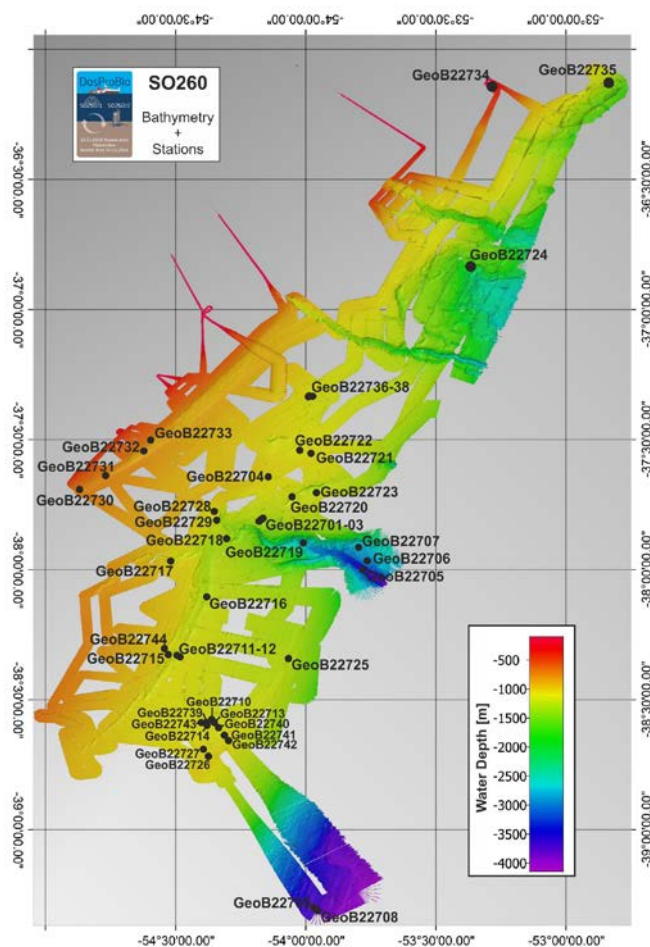 -54°30'00.00"
-54°00'00.00"
-53°30'00.00"
-53°00'00.00"
DosProBio
SO260
Bathymetry
+
Stations
GeoB22734
GeoB22735
-36°30'00.00"
-36°30'00.00"
GeoB22724
-37°00'00.00"
-37°00'00.00"
GeoB22736-38
GeoB22733
GeoB22732
GeoB22722
GeoB22721
-37°30'00.00"
-37°30'00.00"
GeoB22731
GeoB22704
GeoB22730
GeoB22723
GeoB22728
GeoB22720
GeoB22729
GeoB22701-03
GeoB22718
GeoB22707
GeoB22719
GeoB22706
GeoB22717
GeoB22705
-38°00'00.00"
-38°00'00.00"
GeoB22716
GeoB22744
GeoB22711-12
GeoB22715
GeoB22725
-38°30'00.00"
-38°30'00.00"
GeoB22710
GeoB22739
GeoB22713
GeoB22743
GeoB22740
GeoB22714
GeoB22741
GeoB22742
GeoB22727
GeoB22726
Water Depth [m]
-500
-1000
-1500
-2000
-2500
-3000
-3500
-4000
-39°00'00.00"
-39°00'00.00"
GeoB22708
-54°30'00.00"
-54°00'00.00"
-53°30'00.00"
-53°00'00.00"